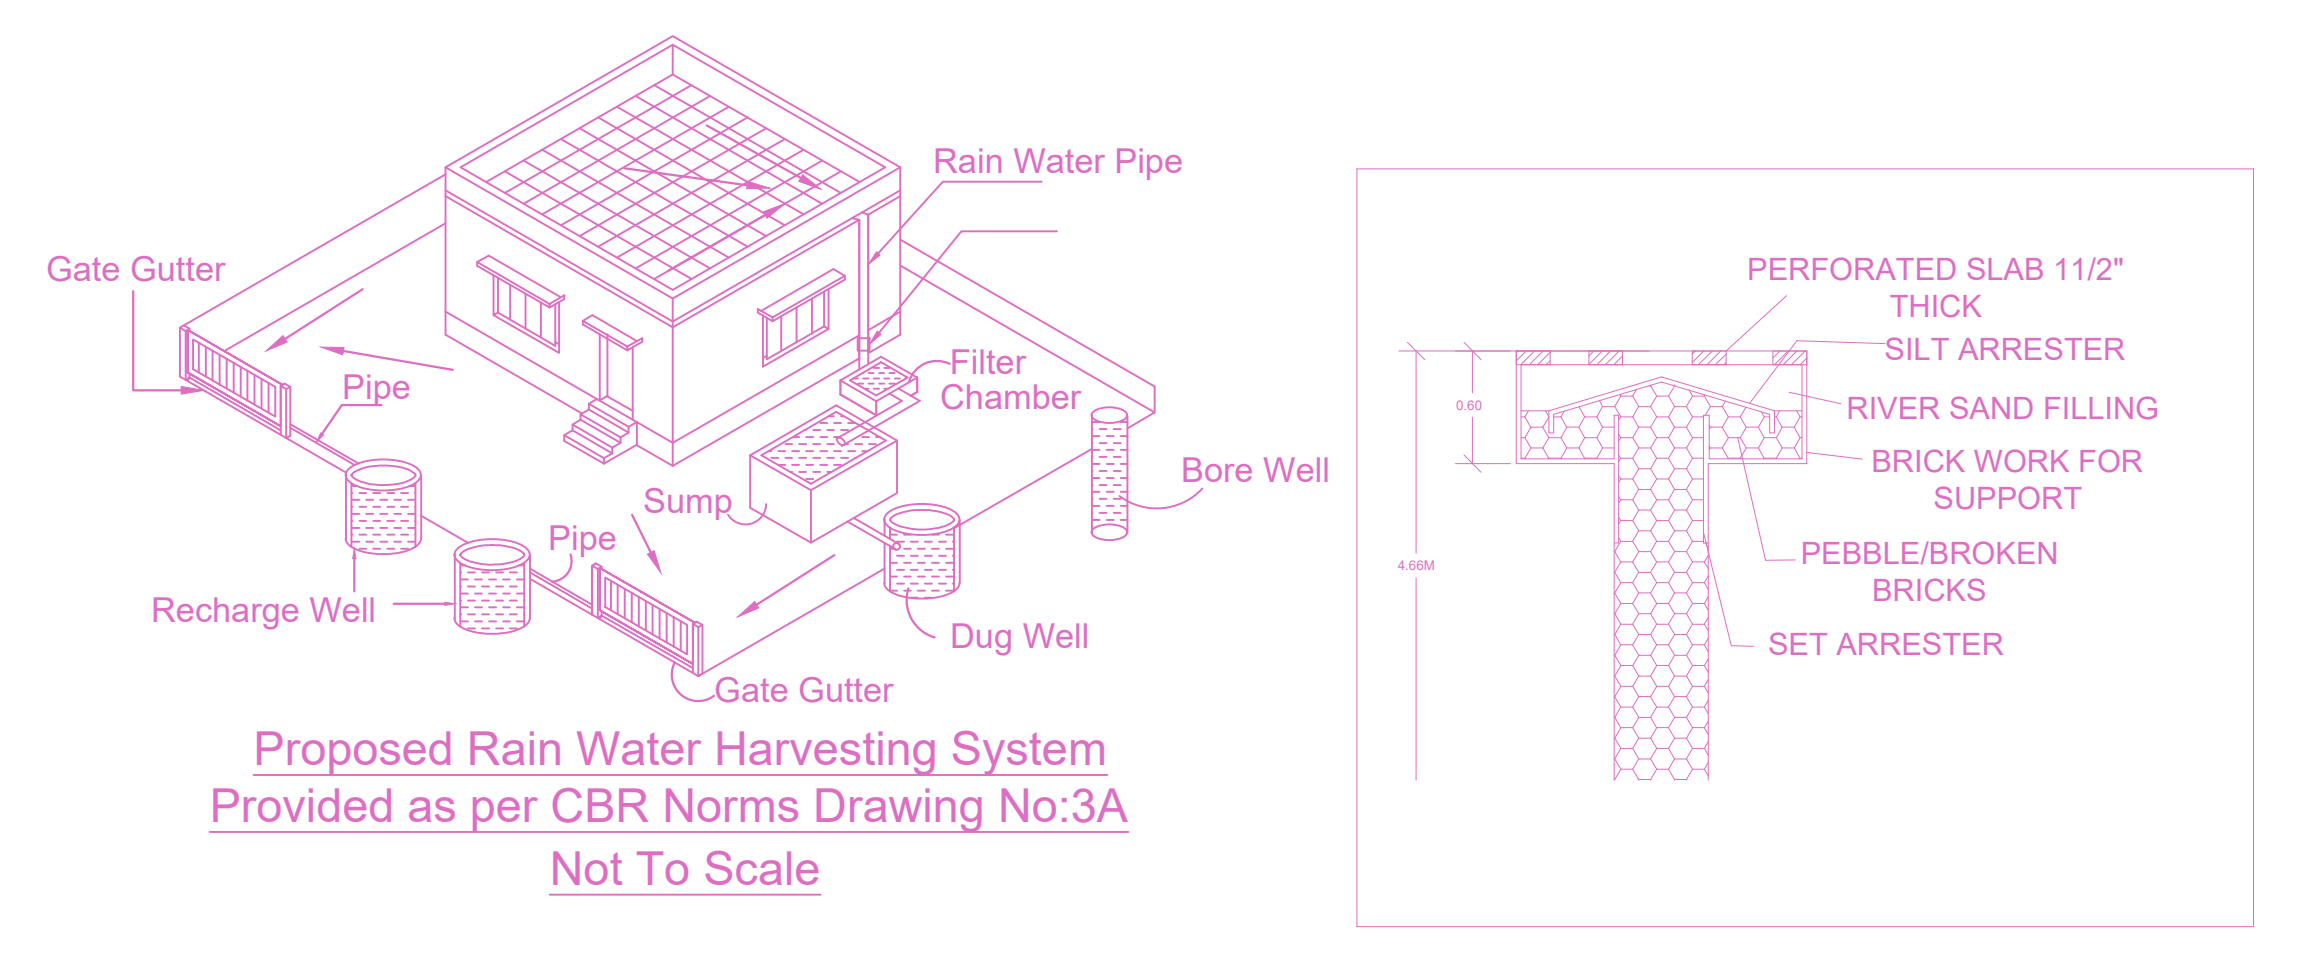 Rain Water Pipe
Gate Gutter
Filter
Chamber
Pipe
Bore Well
Sump
Pipe
Recharge Well
Dug Well
Gate Gutter
Proposed Rain Water Harvesting System
Provided as per CBR Norms Drawing No:3A
Not To Scale
PERFORATED SLAB 11/2"
THICK
SILT ARRESTER
0.60
RIVER SAND FILLING
BRICK WORK FOR
SUPPORT
PEBBLE/BROKEN
BRICKS
4.66M
SET ARRESTER